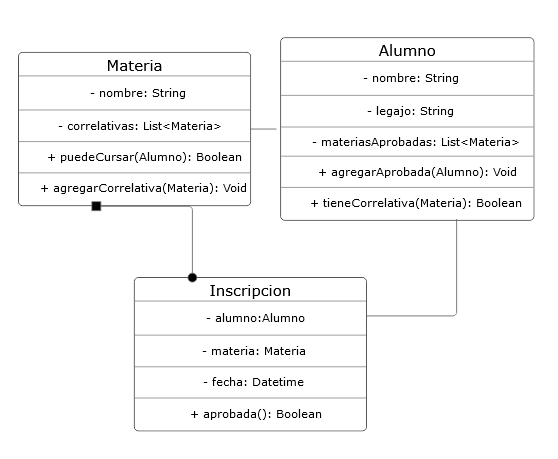 Materia
- nombre: String
- correlativas: List<Materia>
+ puedeCursar(Alumno): Boolean
+ agregarCorrelativa(Materia): Void
Alumno
- nombre: String
- legajo: String
- materiasAprobadas: List<Materia>
+ agregarAprobada(Alumno): Void
+ tieneCorrelativa(Materia): Boolean
Inscripcion
- alumno:Alumno
- materia: Materia
- fecha: Datetime
+ aprobada(): Boolean